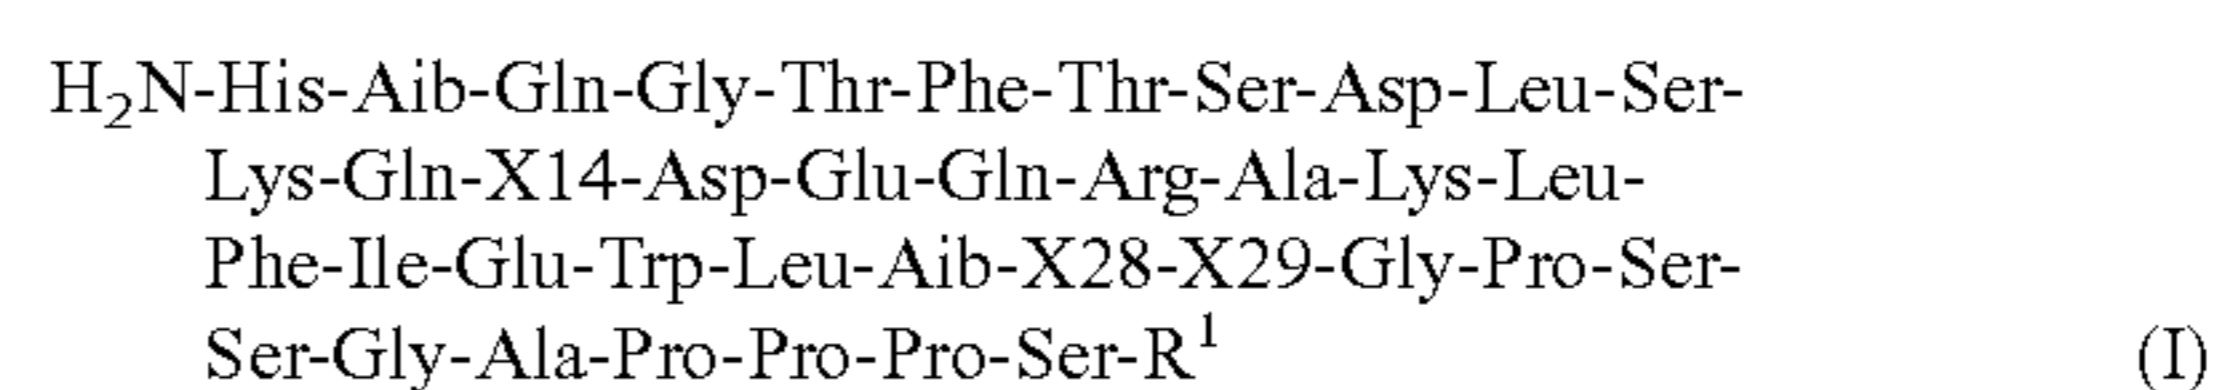 H₂N-His-Aib-Gln-Gly-Thr-Phe-Thr-Ser-Asp-Leu-Ser-
Lys-Gln-X14-Asp-Glu-Gln-Arg-Ala-Lys-Leu-
Phe-Ile-Glu-Trp-Leu-Aib-X28-X29-Gly-Pro-Ser-
Ser-Gly-Ala-Pro-Pro-Pro-Ser-R¹ (I)